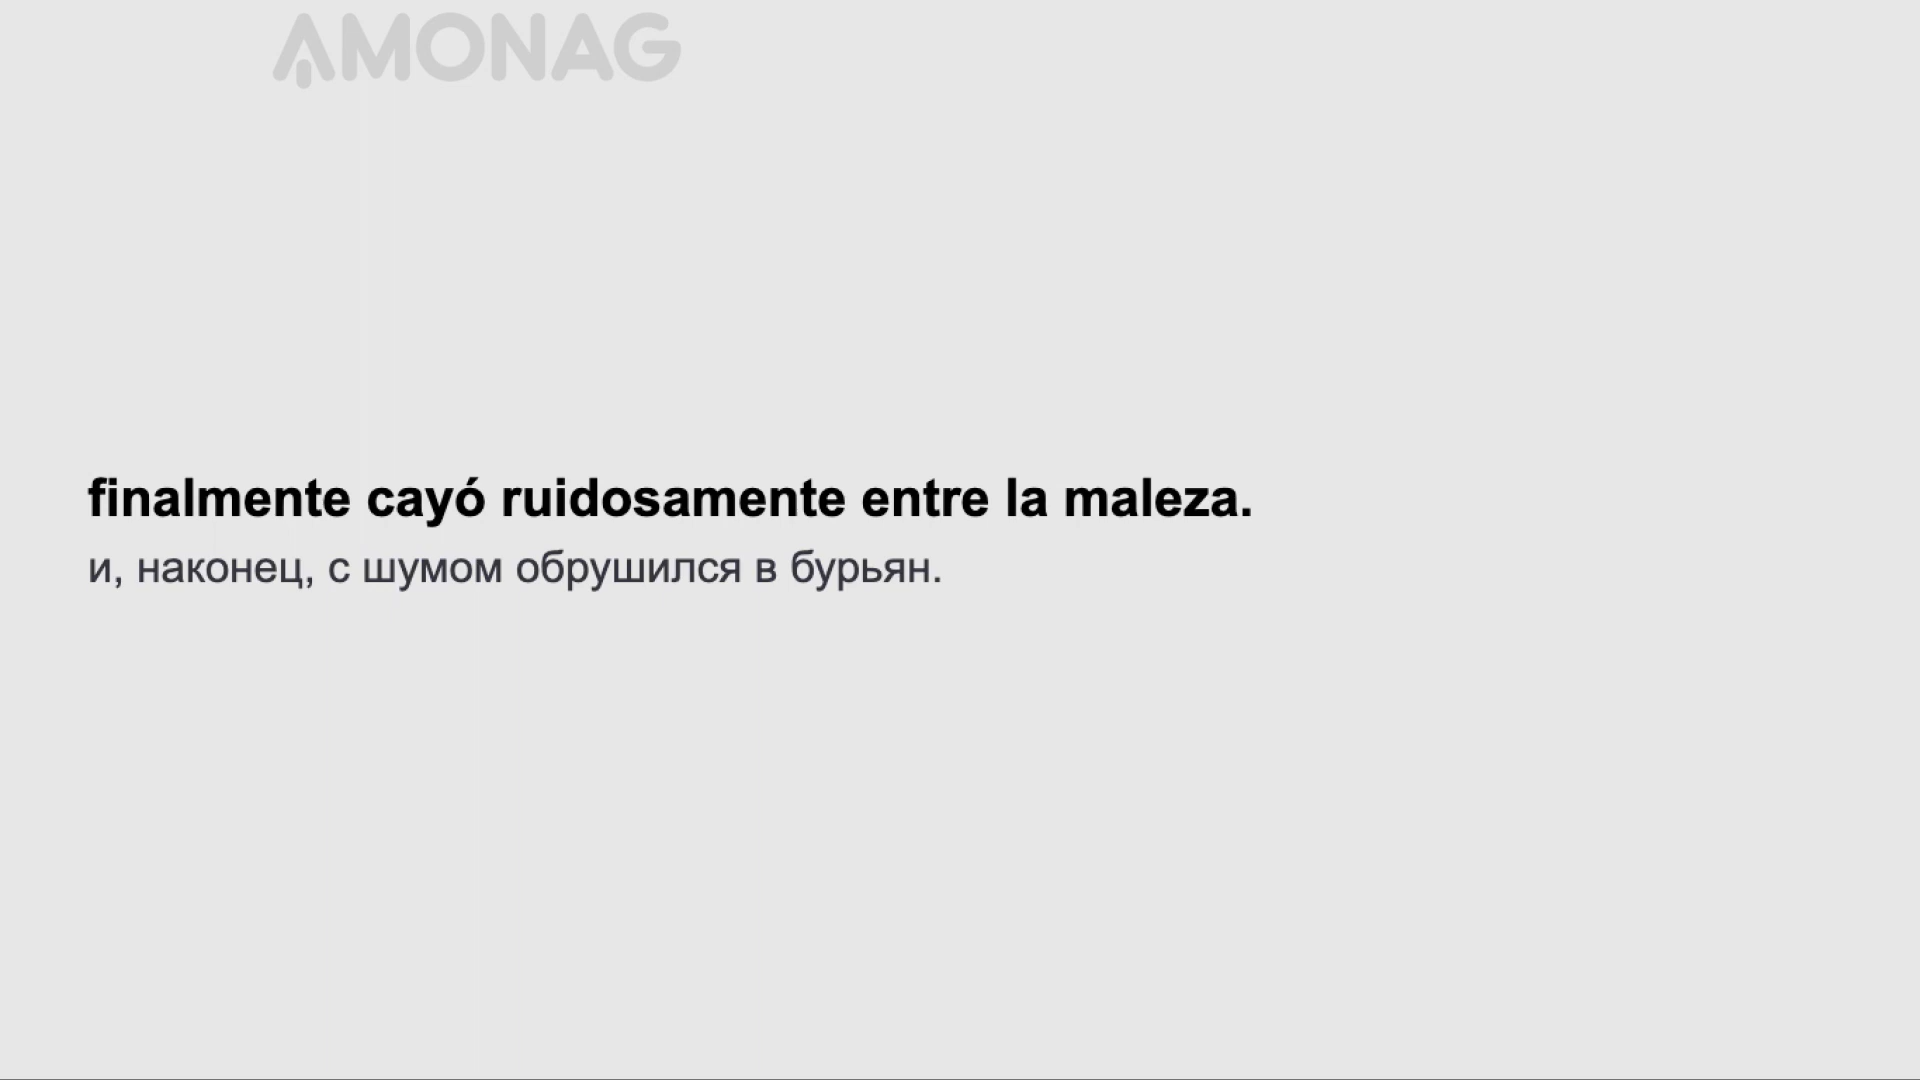 AMONAG
finalmente cayó ruidosamente entre la maleza.
и, наконец, с шумом обрушился в бурьян.